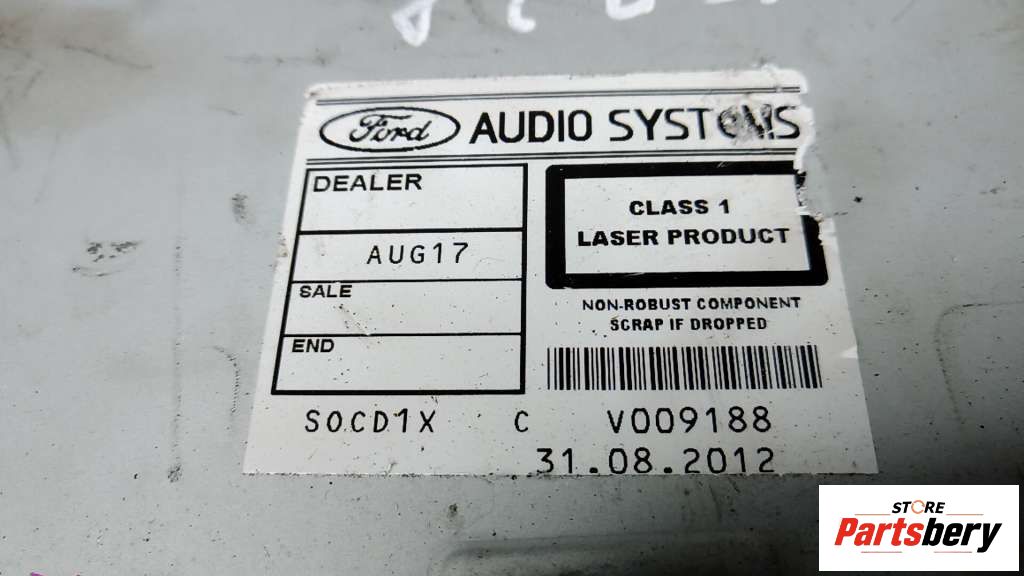 Ford AUDIO SYSTEMS
DEALER
AUG17
SALE
END
CLASS 1
LASER PRODUCT
NON-ROBUST COMPONENT
SCRAP IF DROPPED
SOCD1X C V009188
31.08.2012
STORE
Partsbery